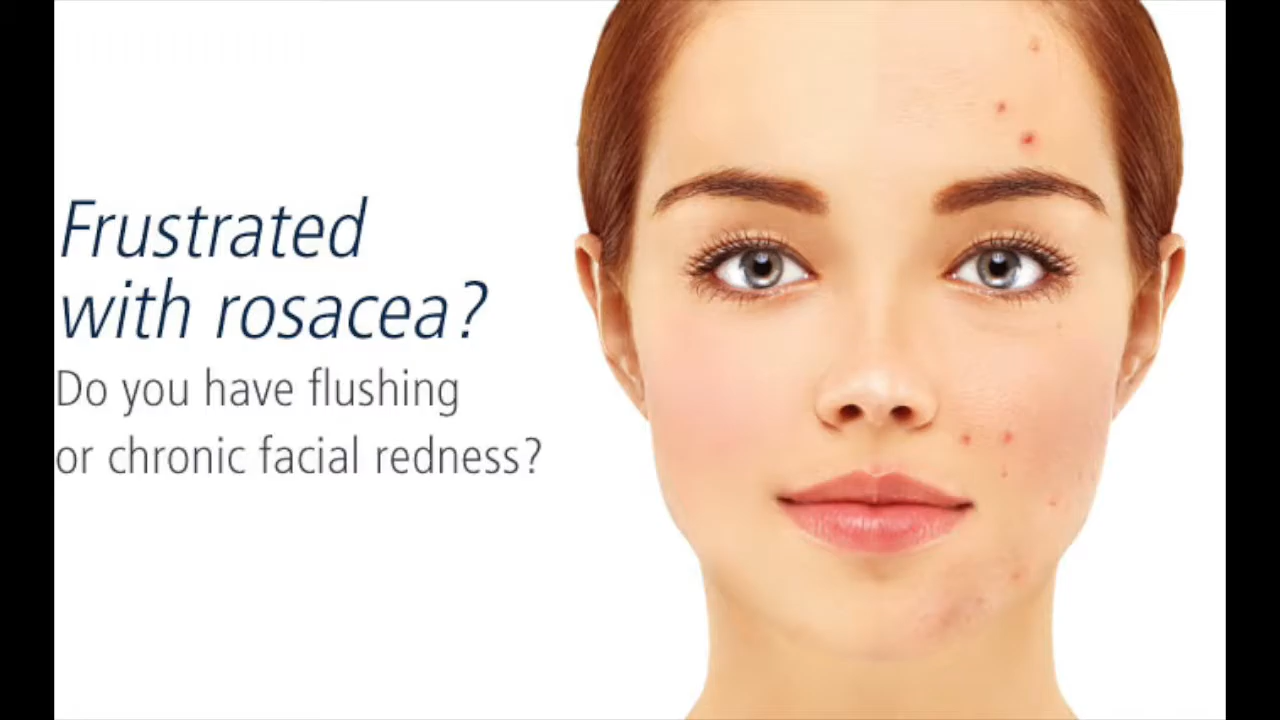 Frustrated
with rosacea?
Do you have flushing
or chronic facial redness?